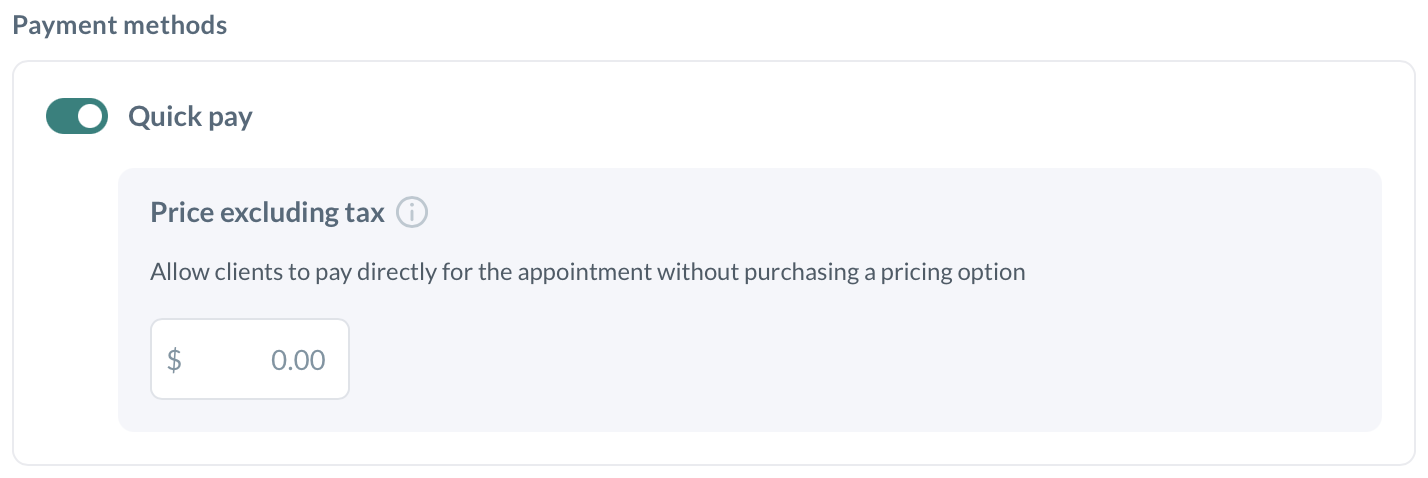 Payment methods
Quick pay
Price excluding tax
Allow clients to pay directly for the appointment without purchasing a pricing option
$ 0.00